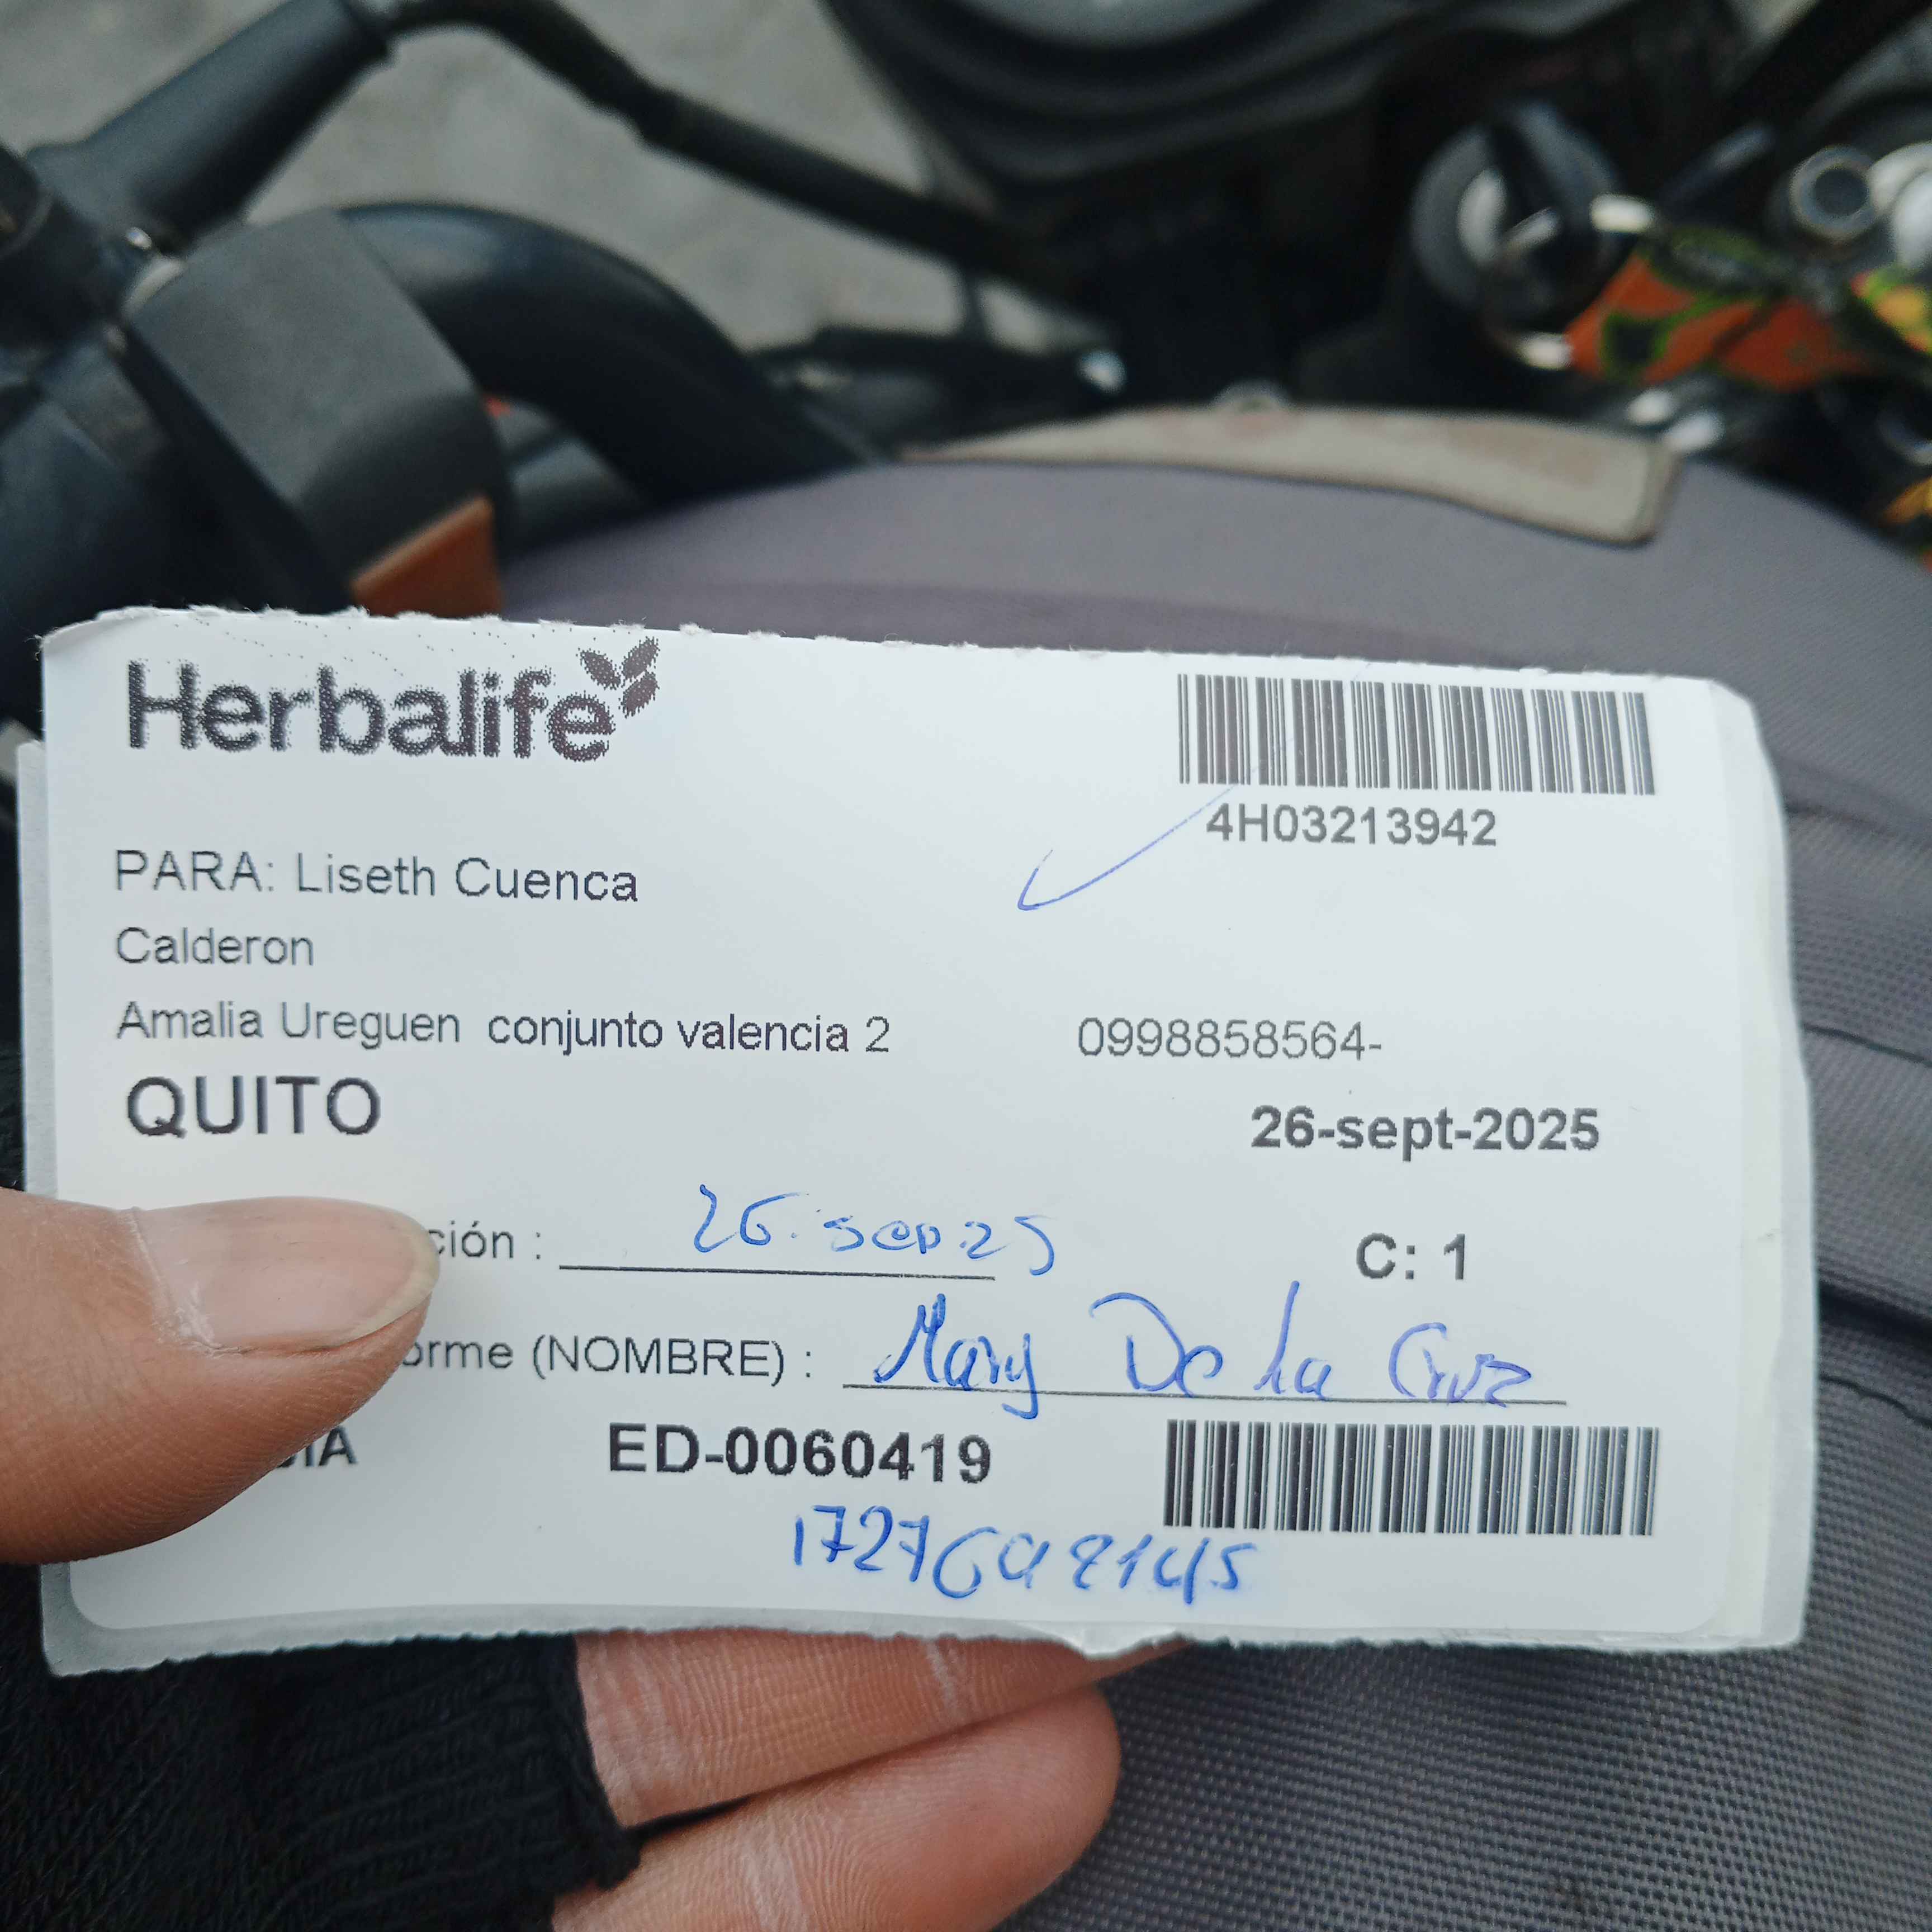 Herbalife
4H03213942
PARA: Liseth Cuenca
Calderon
Amalia Ureguen conjunto valencia 2 0998858564-
QUITO 26-sept-2025
ción : 26. sep.25 C: 1
orme (NOMBRE) : Mary De La Cruz
IA ED-0060419